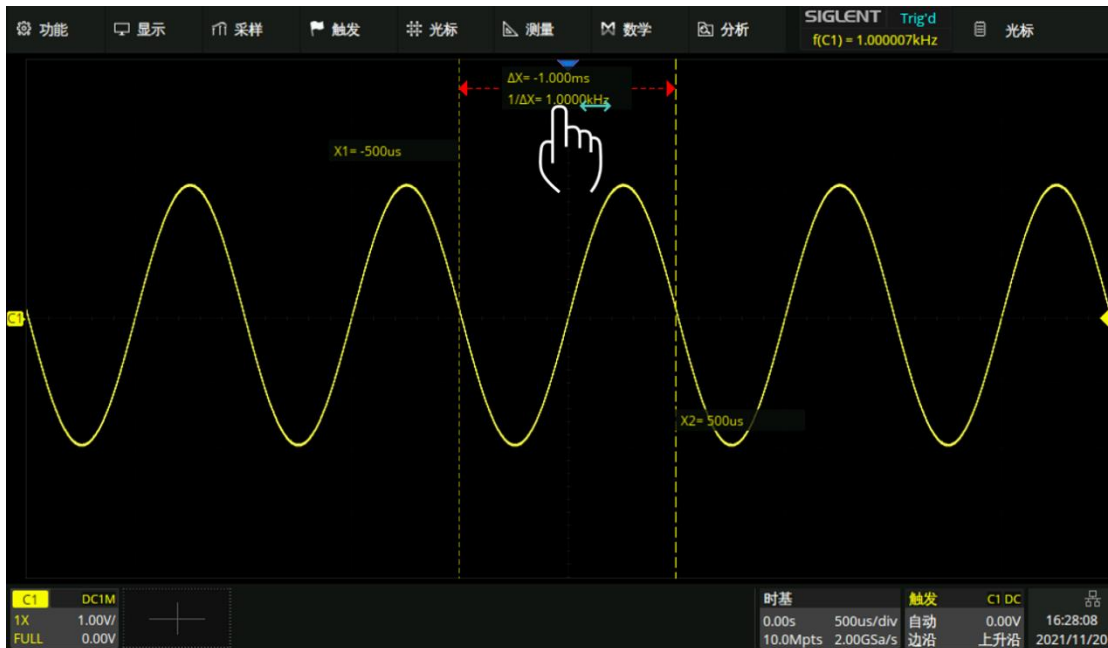 功能 显示 采样 触发 光标 测量 数学 分析 SIGLENT Trig'd 光标
f(C1) = 1.000007kHz
ΔX= -1.000ms
1/ΔX= 1.0000kHz
X1= -500us
X2= 500us
C1
C1 DC1M
1X 1.00V/
FULL 0.00V
时基
0.00s 500us/div
10.0Mpts 2.00GSa/s
触发 C1 DC
自动 0.00V
边沿 上升沿
16:28:08
2021/11/20